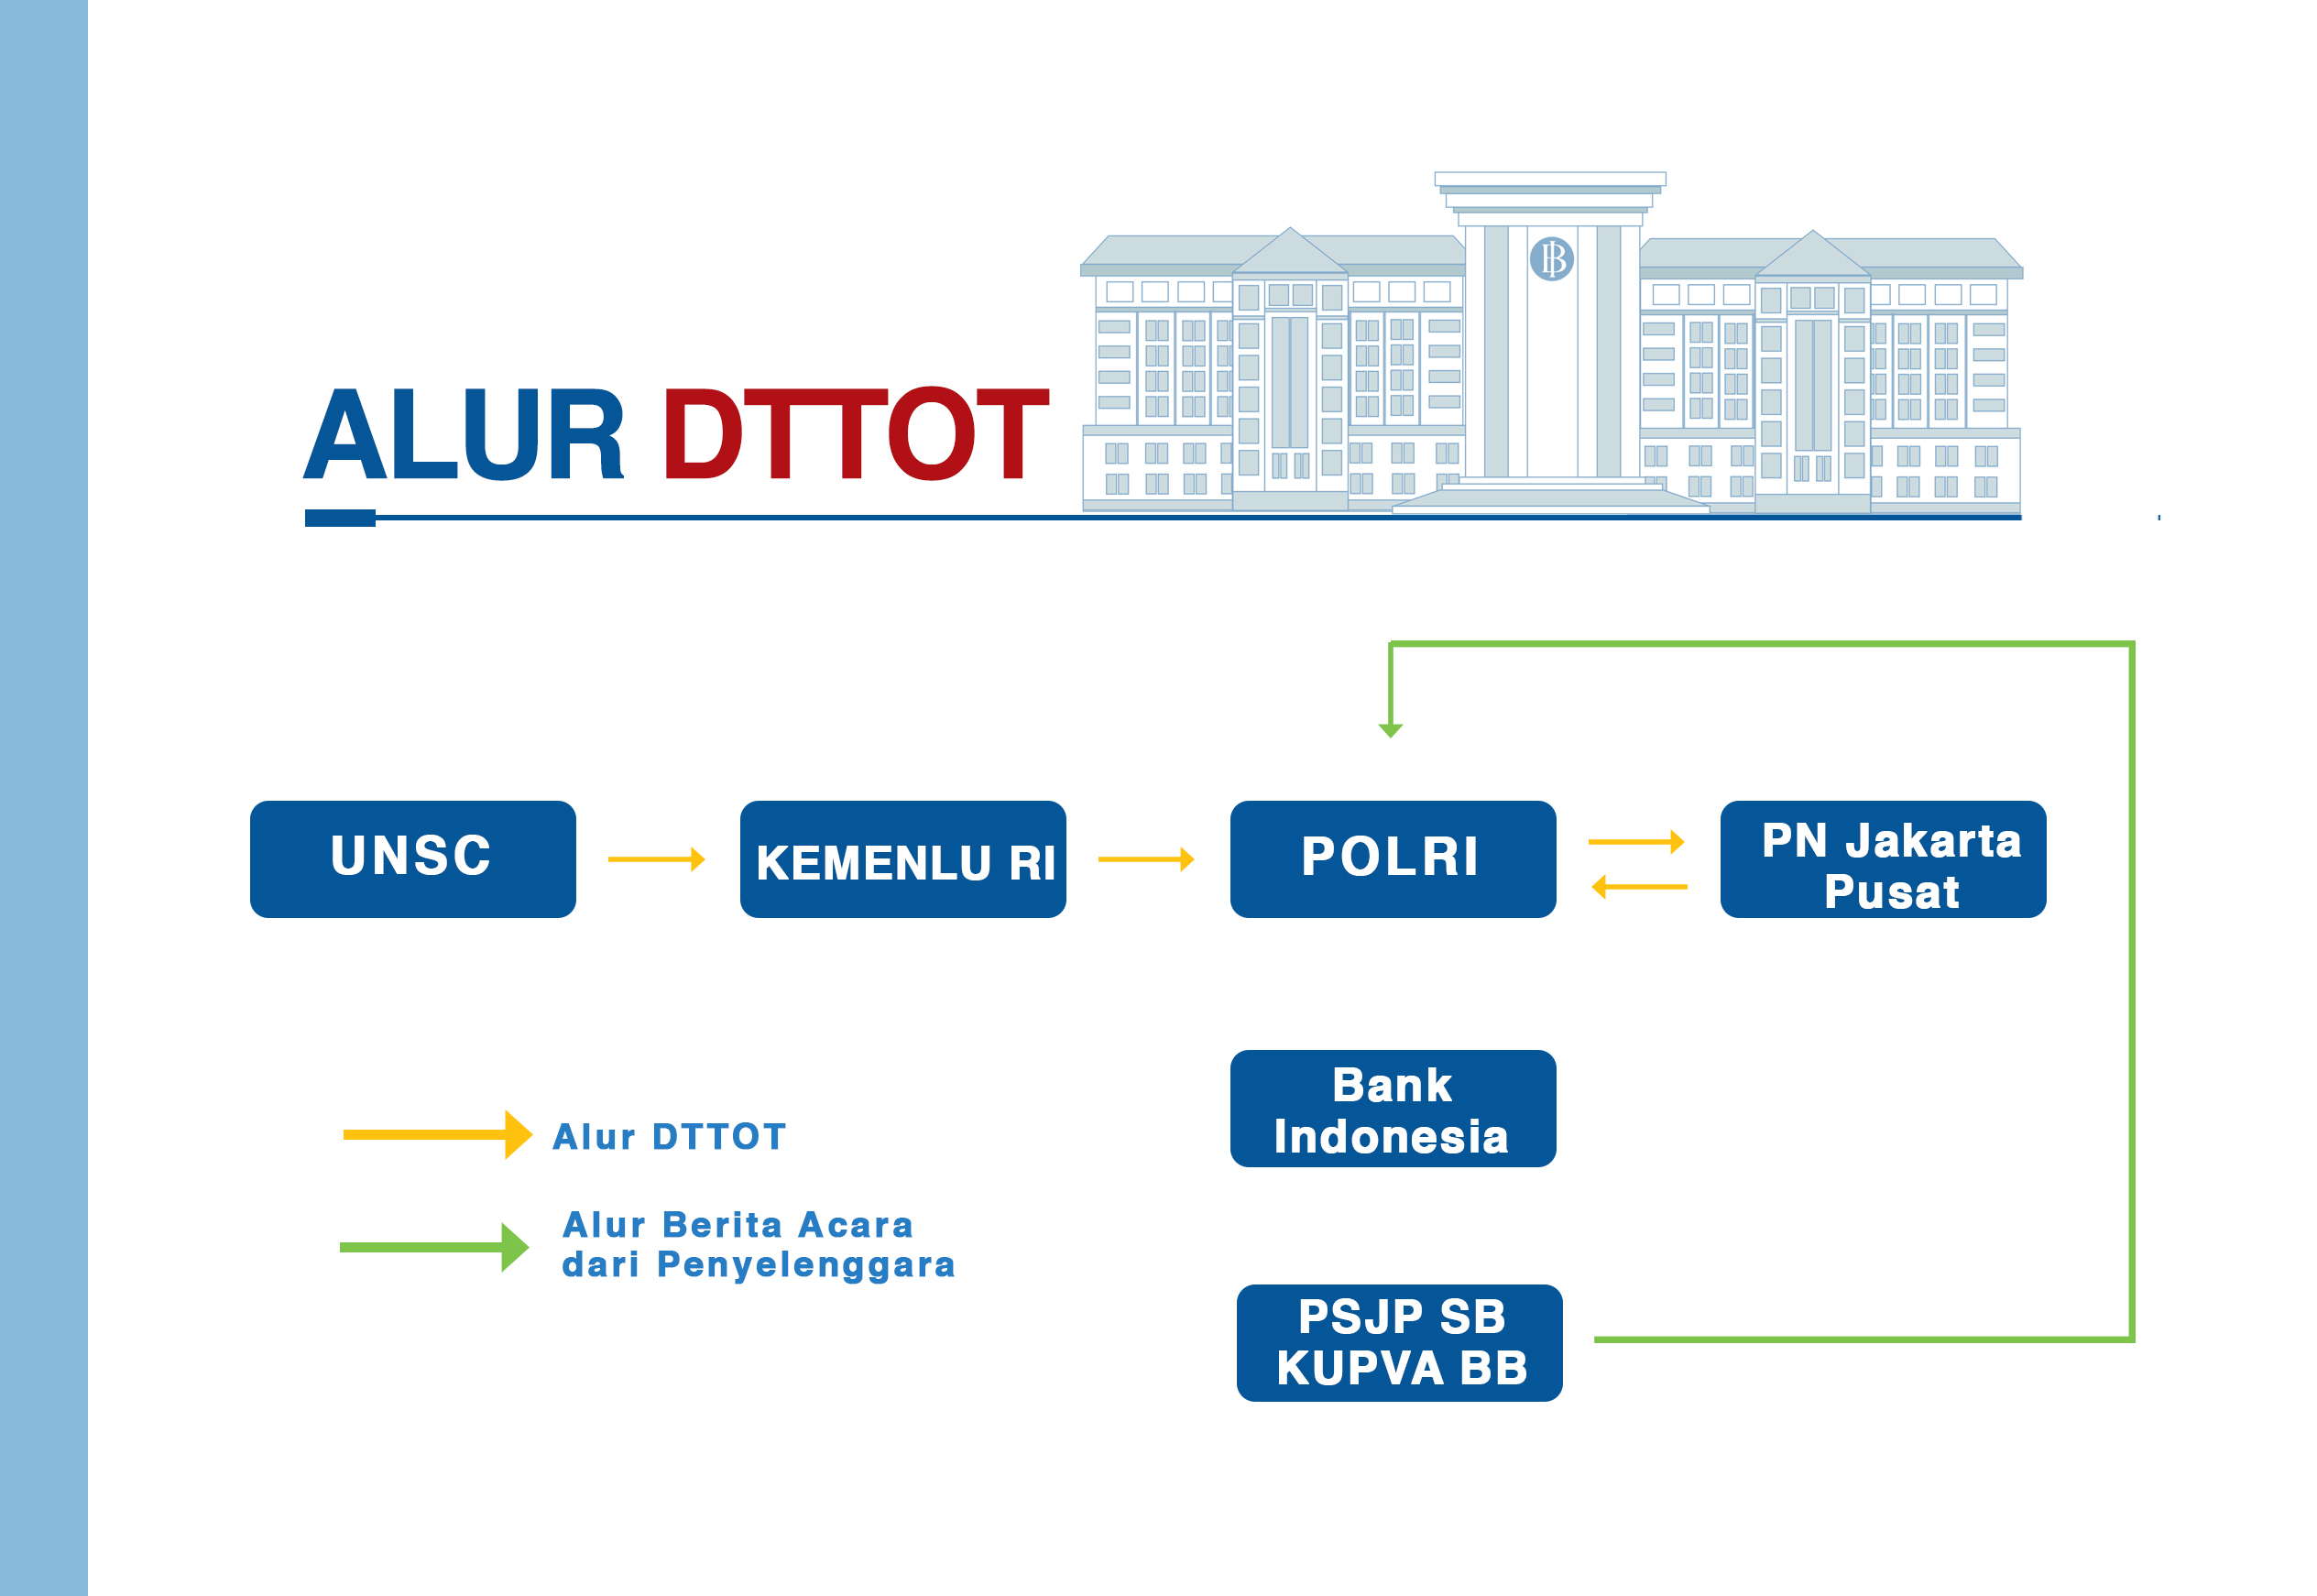 ALUR DTTOT
UNSC
KEMENLU RI
POLRI
PN Jakarta
Pusat
Bank
Indonesia
Alur DTTOT
Alur Berita Acara
dari Penyelenggara
PSJP SB
KUPVA BB